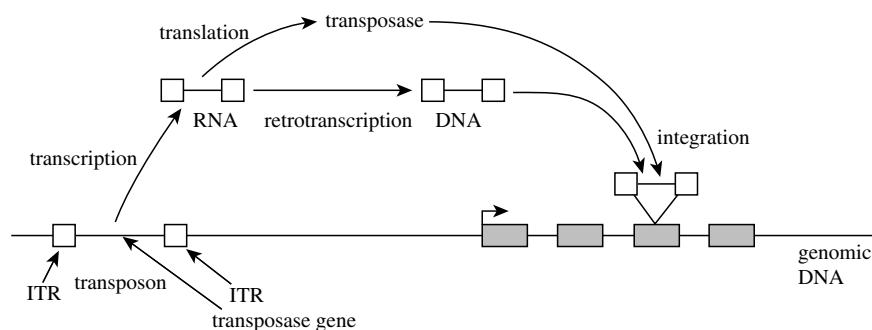 translation
transposase
RNA
retrotranscription
DNA
transcription
integration
ITR
transposon
ITR
transposase gene
genomic
DNA